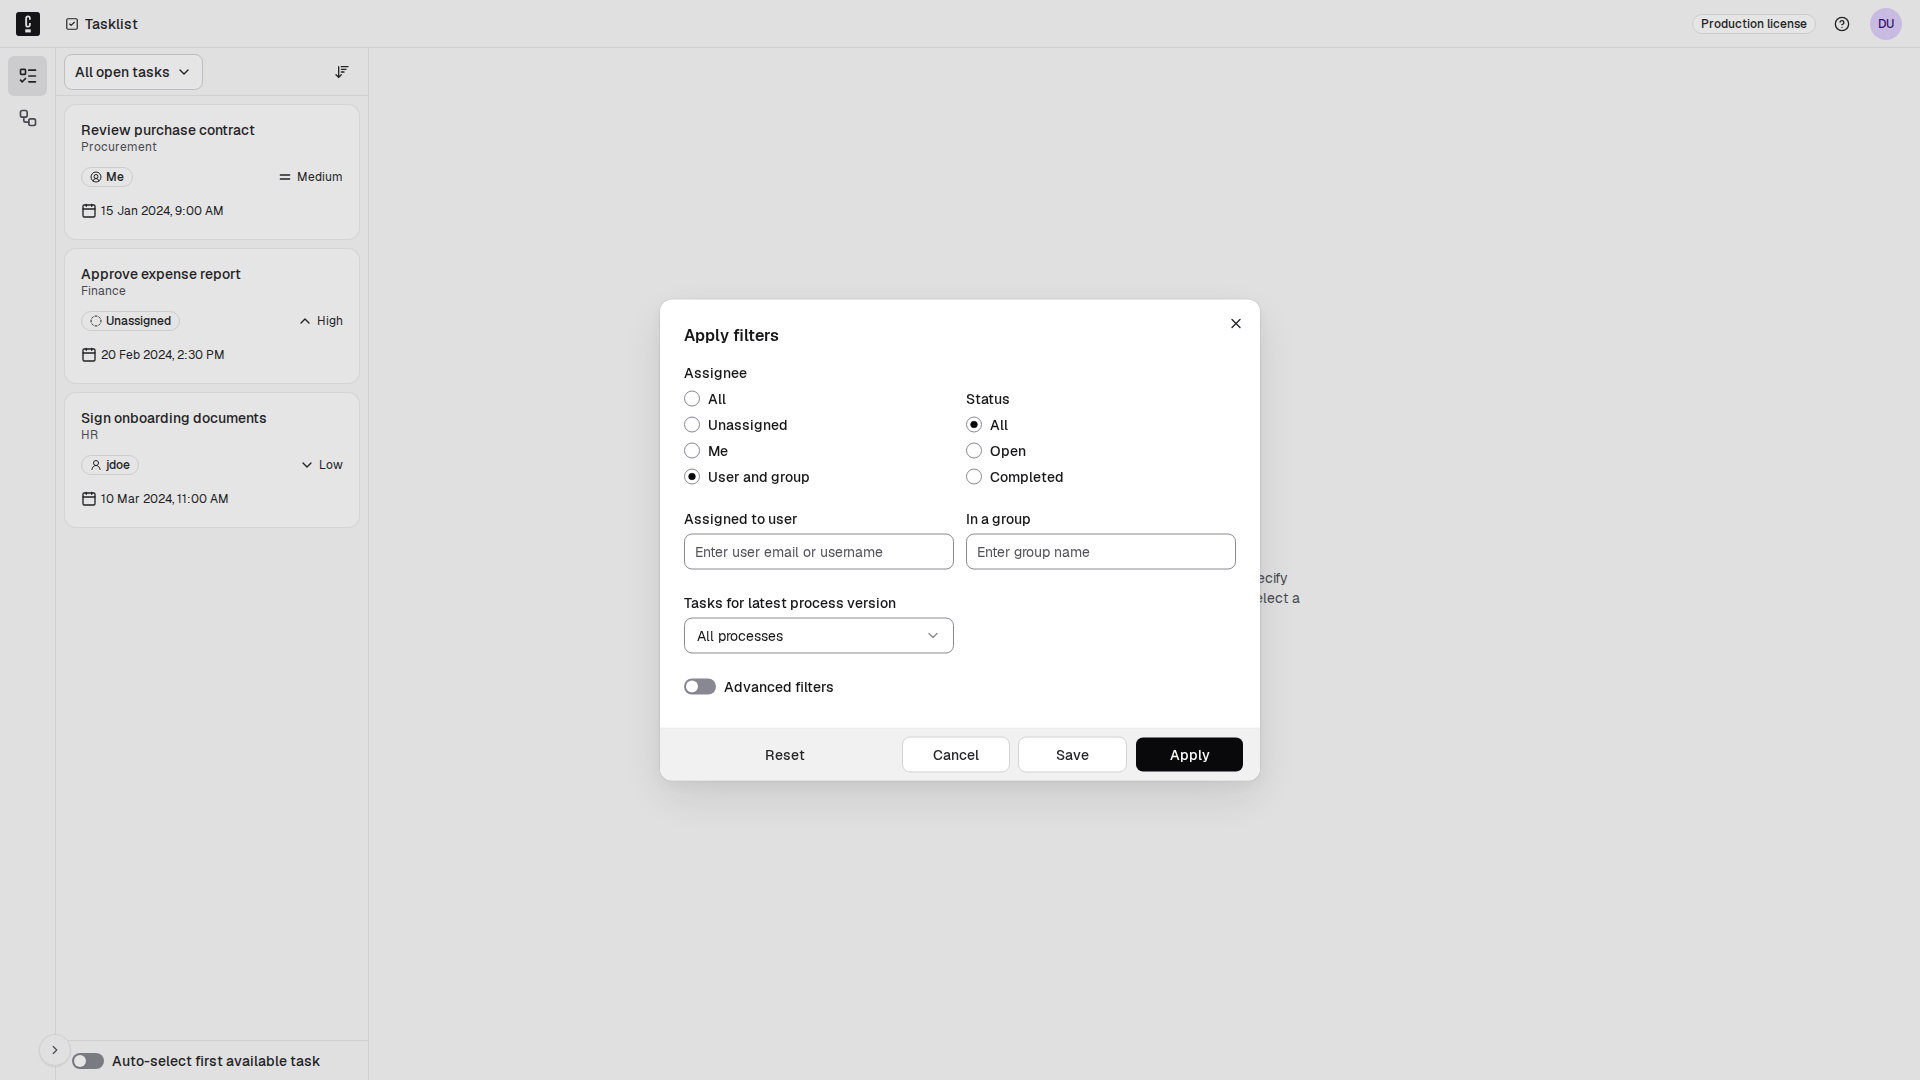 Tasklist
Production license
DU
All open tasks
Review purchase contract
Procurement
Me
Medium
15 Jan 2024, 9:00 AM
Approve expense report
Finance
Unassigned
High
20 Feb 2024, 2:30 PM
Sign onboarding documents
HR
jdoe
Low
10 Mar 2024, 11:00 AM
Auto-select first available task
Apply filters
Assignee
All
Unassigned
Me
User and group
Status
All
Open
Completed
Assigned to user
Enter user email or username
In a group
Enter group name
Tasks for latest process version
All processes
Advanced filters
Reset
Cancel
Save
Apply
ecify
elect a